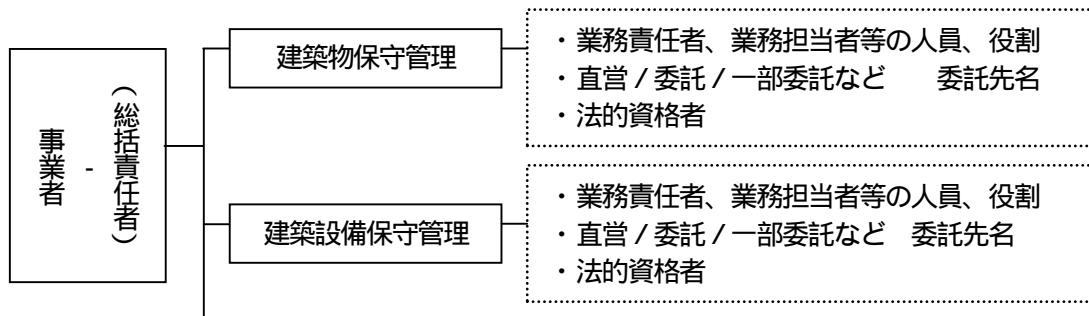 事業者
-
(総括責任者)
建築物保守管理
・業務責任者、業務担当者等の人員、役割
・直営/委託/一部委託など　　委託先名
・法的資格者
建築設備保守管理
・業務責任者、業務担当者等の人員、役割
・直営/委託/一部委託など　委託先名
・法的資格者